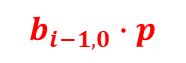 b_{i−1,0} · p